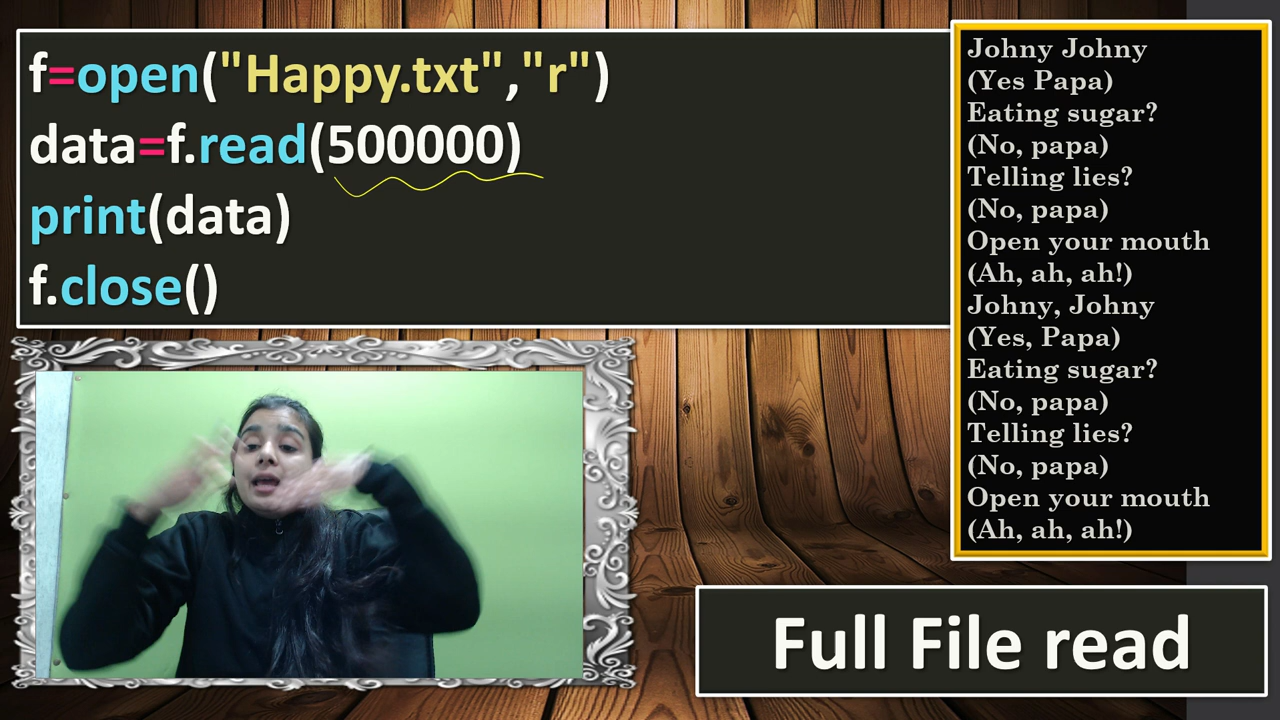 f=open("Happy.txt","r")
data=f.read(500000)
print(data)
f.close()
Johny Johny
(Yes Papa)
Eating sugar?
(No, papa)
Telling lies?
(No, papa)
Open your mouth
(Ah, ah, ah!)
Johny, Johny
(Yes, Papa)
Eating sugar?
(No, papa)
Telling lies?
(No, papa)
Open your mouth
(Ah, ah, ah!)
Full File read